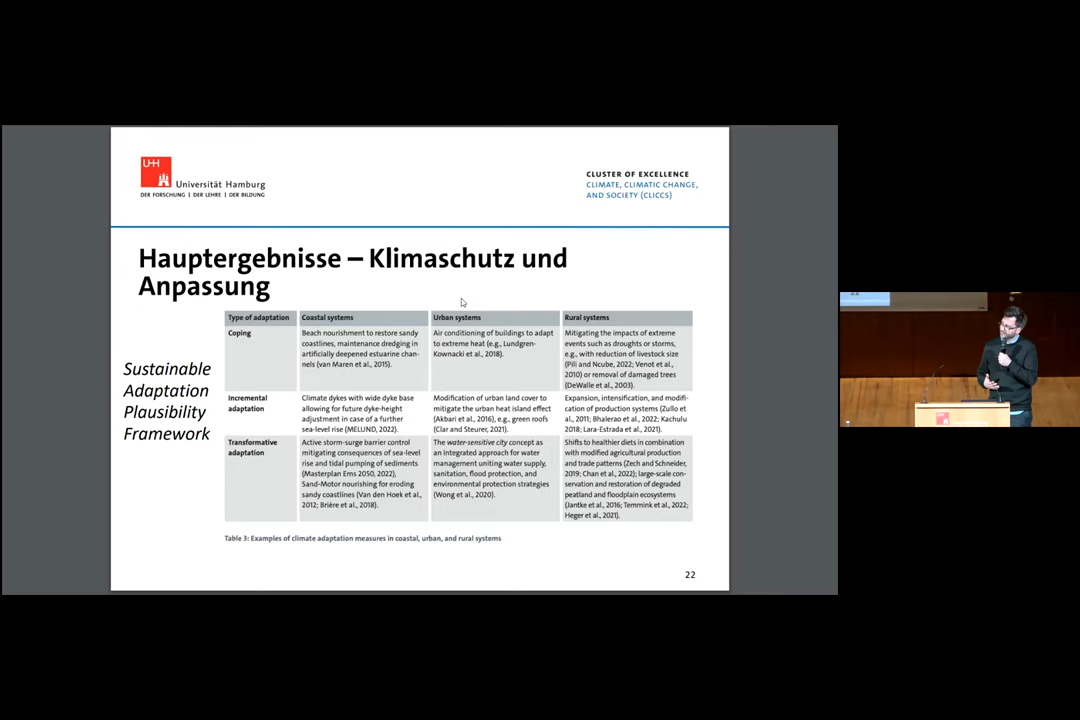 UHH
Universität Hamburg
DER FORSCHUNG | DER LEHRE | DER BILDUNG
CLUSTER OF EXCELLENCE
CLIMATE, CLIMATIC CHANGE,
AND SOCIETY (CLICCS)
Hauptergebnisse – Klimaschutz und
Anpassung
Sustainable
Adaptation
Plausibility
Framework
Type of adaptation
Coastal systems
Urban systems
Rural systems
Coping
Beach nourishment to restore sandy
coastlines, maintenance dredging in
artificially deepened estuarine chan-
nels (van Maren et al., 2015).
Air conditioning of buildings to adapt
to extreme heat (e.g., Lundgren-
Kownacki et al., 2018).
Mitigating the impacts of extreme
events such as droughts or storms,
e.g., with reduction of livestock size
(Pili and Ncube, 2022; Venot et al.,
2010) or removal of damaged trees
(DeWalle et al., 2003).
Incremental
adaptation
Climate dykes with wide dyke base
allowing for future dyke-height
adjustment in case of a further
sea-level rise (MELUND, 2022).
Modification of urban land cover to
mitigate the urban heat island effect
(Akbari et al., 2016), e.g., green roofs
(Clar and Steurer, 2021).
Expansion, intensification, and modifi-
cation of production systems (Zullo et
al., 2011; Bhalerao et al., 2022; Kachulu
2018; Lara-Estrada et al., 2021).
Transformative
adaptation
Active storm-surge barrier control
mitigating consequences of sea-level
rise and tidal pumping of sediments
(Masterplan Ems 2050, 2022),
Sand-Motor nourishing for eroding
sandy coastlines (Van den Hoek et al.,
2012; Brière et al., 2018).
The water-sensitive city concept as
an integrated approach for water
management uniting water supply,
sanitation, flood protection, and
environmental protection strategies
(Wong et al., 2020).
Shifts to healthier diets in combination
with modified agricultural production
and trade patterns (Zech and Schneider,
2019; Chan et al., 2022); large-scale con-
servation and restoration of degraded
peatland and floodplain ecosystems
(Jantke et al., 2016; Temmink et al., 2022;
Heger et al., 2021).
Table 3: Examples of climate adaptation measures in coastal, urban, and rural systems
22